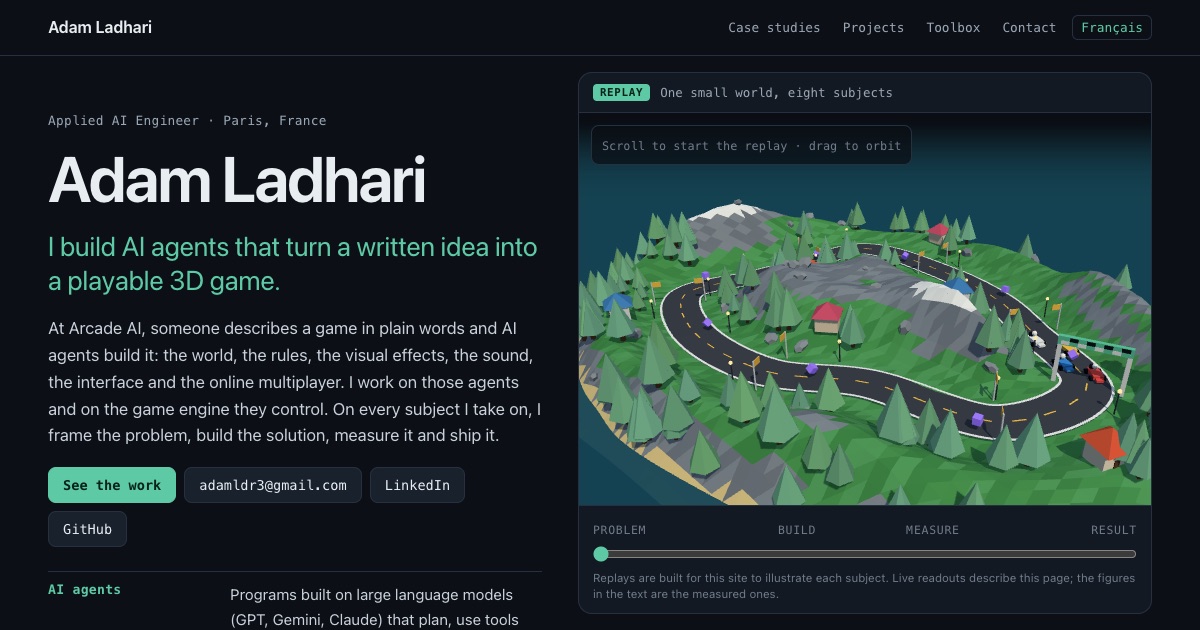 Adam Ladhari
Case studies Projects Toolbox Contact Français
Applied AI Engineer · Paris, France
Adam Ladhari
I build AI agents that turn a written idea into
a playable 3D game.
At Arcade AI, someone describes a game in plain words and AI
agents build it: the world, the rules, the visual effects, the sound,
the interface and the online multiplayer. I work on those agents
and on the game engine they control. On every subject I take on, I
frame the problem, build the solution, measure it and ship it.
See the work adamldr3@gmail.com LinkedIn
GitHub
AI agents
Programs built on large language models
(GPT, Gemini, Claude) that plan, use tools
REPLAY One small world, eight subjects
Scroll to start the replay · drag to orbit
PROBLEM BUILD MEASURE RESULT
Replays are built for this site to illustrate each subject. Live readouts describe this page; the figures
in the text are the measured ones.